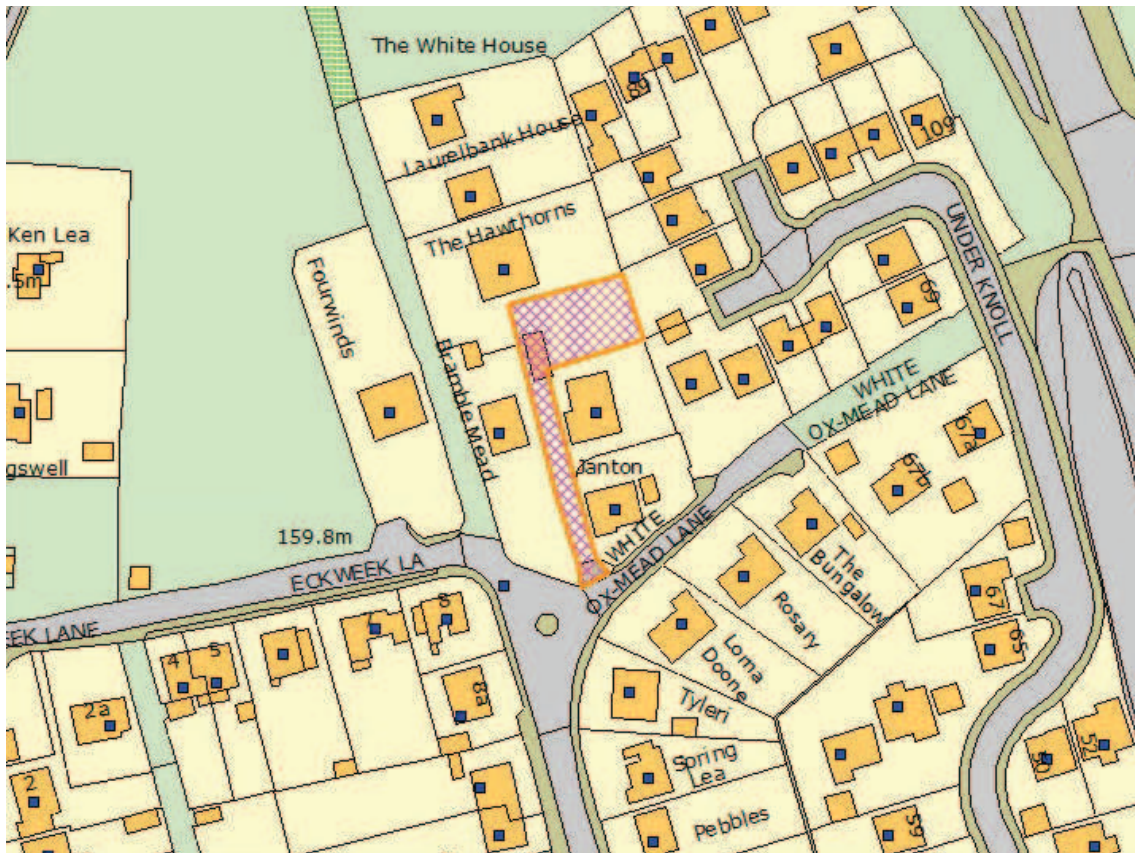 The White House
89
Laurelbank House
109
The Hawthorns
Ken Lea
.5m
Fourwinds
UNDER KNOLL
69
Bramble Mead
WHITE
OX-MEAD LANE
67a
67b
gswell
Janton
159.8m
WHITE
OX-MEAD LANE
The
Bungalow
ECKWEEK LA
EEK LANE
Rosary
67
65
Lorna
Doone
Tyleri
4
5
7
8
8a
2a
2
Spring
Lea
Pebbles
59
50
52